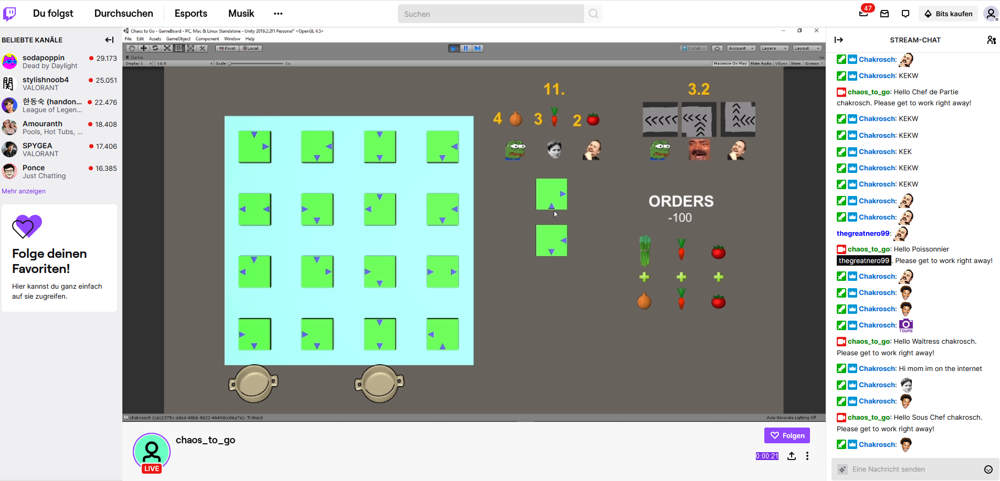 Du folgst
Durchsuchen
Esports
Musik
Suchen
47
Bits kaufen
BELIEBTE KANÄLE
sodapoppin
29.173
Dead by Daylight
stylishnoob4
25.051
VALORANT
한동숙 (handon...
22.476
League of Legen...
Amouranth
18.408
Pools, Hot Tubs, ...
SPYGEA
17.406
VALORANT
Ponce
16.385
Just Chatting
Mehr anzeigen
Folge deinen
Favoriten!
Hier kannst du ganz einfach
auf sie zugreifen.
Chaos to Go - GameBoard - PC, Mac & Linux Standalone - Unity 2019.2.2f1 Personal* <OpenGL 4.5>
File Edit Assets GameObject Component Window Help
Pivot Local
Collab Account Layers Layout
Game
Display 1 16:9 Scale 1x
Maximize On Play Mute Audio VSync Stats Gizmos
11.
3.2
4 3 2
ORDERS
-100
chakrosch (ca11375c-dded-48bb-8622-4649dcc06a7e): TriHard
Auto Generate Lighting Off
LIVE
chaos_to_go
Folgen
0:00:21
STREAM-CHAT
Chakrosch:
Chakrosch: KEKW
chaos_to_go: Hello Chef de Partie
chakrosch. Please get to work right away!
Chakrosch: KEKW
Chakrosch: KEKW
Chakrosch: KEK
Chakrosch: KEKW
Chakrosch: KEKW
Chakrosch:
Chakrosch:
thegreatnero99:
chaos_to_go: Hello Poissonnier
thegreatnero99 . Please get to work right away!
Chakrosch:
Chakrosch:
Chakrosch:
Chakrosch: TOURS
chaos_to_go: Hello Waitress chakrosch.
Please get to work right away!
Chakrosch: Hi mom im on the internet
Chakrosch:
Chakrosch:
chaos_to_go: Hello Sous Chef chakrosch.
Please get to work right away!
Chakrosch:
Eine Nachricht senden